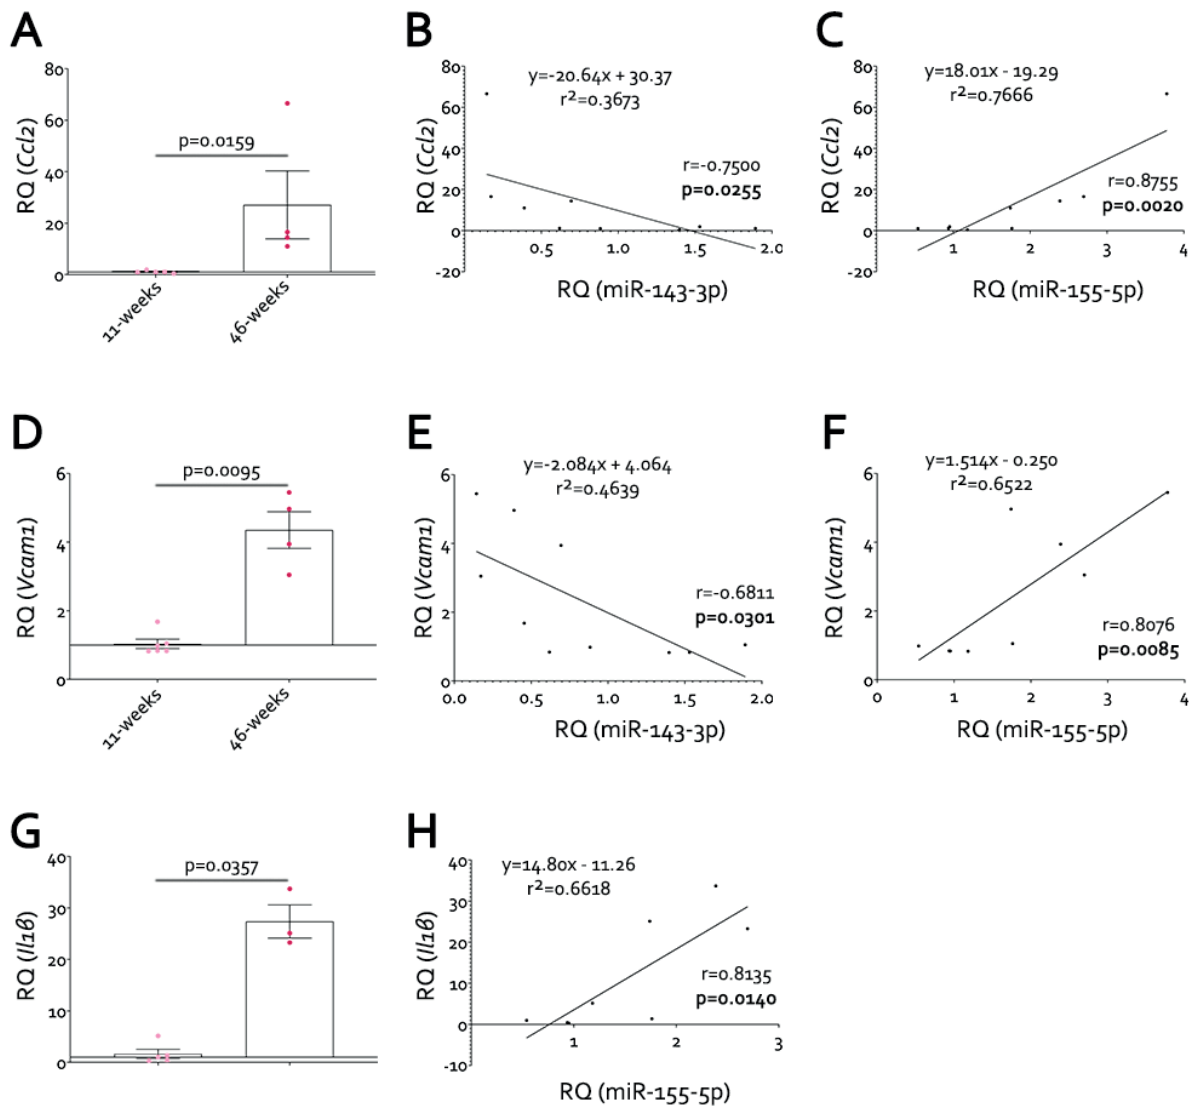 A
RQ (Ccl2)
80
60
40
20
0
p=0.0159
11-weeks
46-weeks
B
RQ (Ccl2)
80
60
40
20
0
-20
y=-20.64x + 30.37
r²=0.3673
r=-0.7500
p=0.0255
0.5
1.0
1.5
2.0
RQ (miR-143-3p)
C
RQ (Ccl2)
80
60
40
20
0
-20
y=18.01x - 19.29
r²=0.7666
r=0.8755
p=0.0020
1
2
3
4
RQ (miR-155-5p)
D
RQ (Vcam1)
6
4
2
0
p=0.0095
11-weeks
46-weeks
E
RQ (Vcam1)
6
4
2
0
y=-2.084x + 4.064
r²=0.4639
r=-0.6811
p=0.0301
0.0
0.5
1.0
1.5
2.0
RQ (miR-143-3p)
F
RQ (Vcam1)
6
4
2
0
y=1.514x - 0.250
r²=0.6522
r=0.8076
p=0.0085
0
1
2
3
4
RQ (miR-155-5p)
G
RQ (Il1β)
40
30
20
10
0
p=0.0357
H
RQ (Il1β)
40
30
20
10
0
-10
y=14.80x - 11.26
r²=0.6618
r=0.8135
p=0.0140
1
2
3
RQ (miR-155-5p)